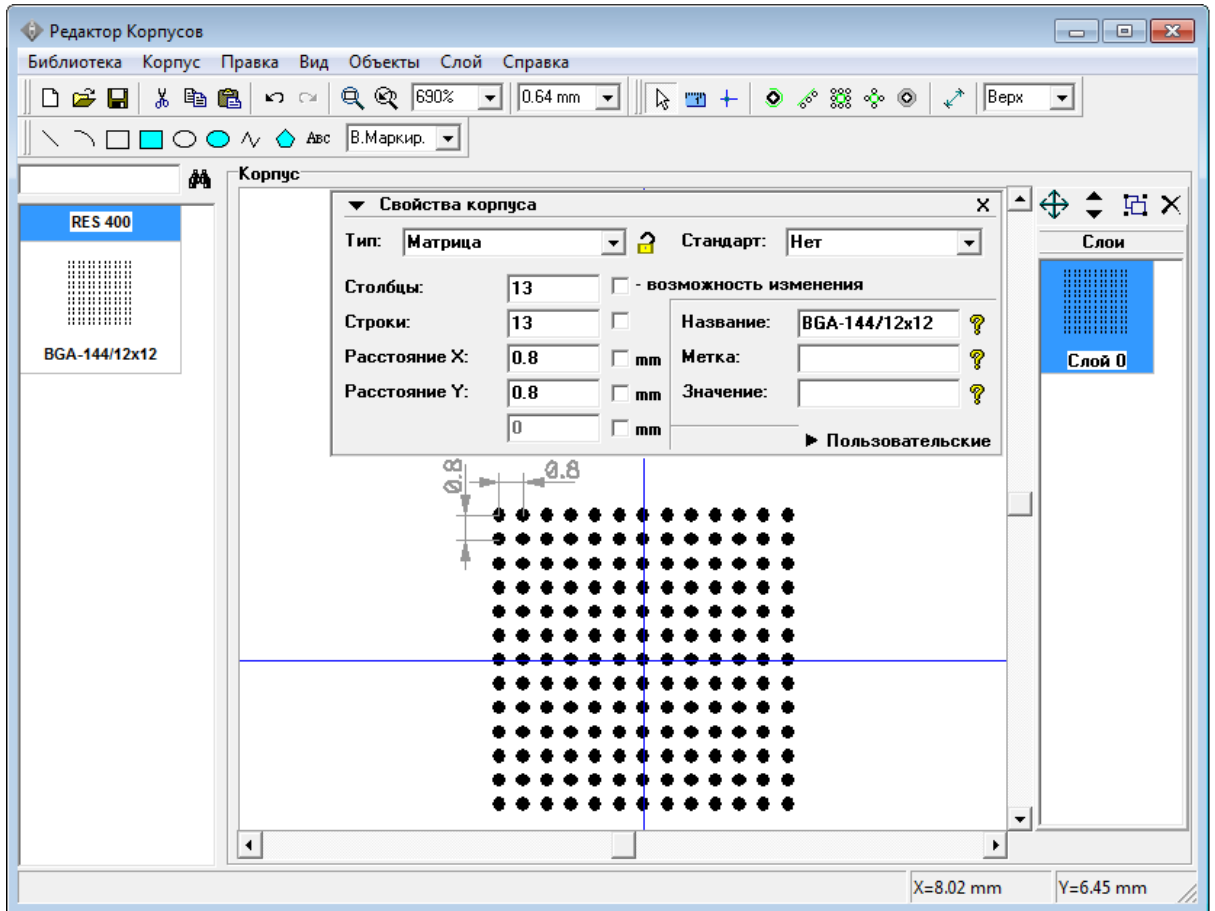 Редактор Корпусов
Библиотека Корпус Правка Вид Объекты Слой Справка
690% 0.64 mm Верх
Abc В.Маркир.
Корпус
RES 400
BGA-144/12x12
Свойства корпуса X
Тип: Матрица Стандарт: Нет
Столбцы: 13 - возможность изменения
Строки: 13 Название: BGA-144/12x12
Расстояние X: 0.8 mm Метка:
Расстояние Y: 0.8 mm Значение:
0 mm
Пользовательские
0.8 0.8
Слои
Слой 0
X=8.02 mm Y=6.45 mm